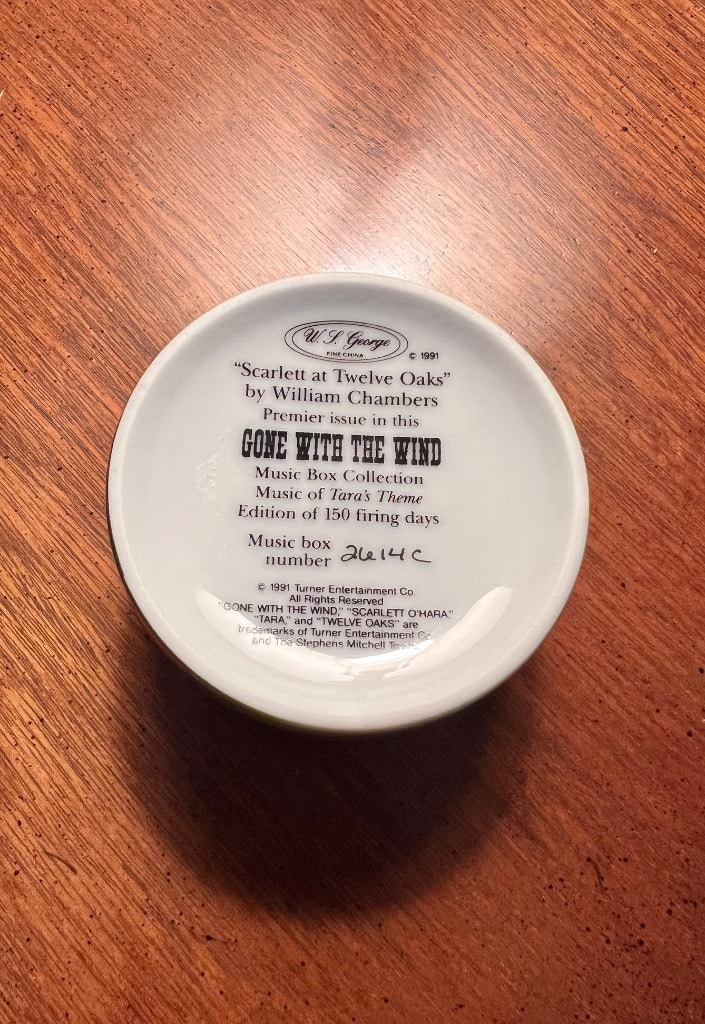 W. S. George
FINE CHINA
© 1991
"Scarlett at Twelve Oaks"
by William Chambers
Premier issue in this
GONE WITH THE WIND
Music Box Collection
Music of Tara's Theme
Edition of 150 firing days
Music box
number 2614C
© 1991 Turner Entertainment Co.
All Rights Reserved
"GONE WITH THE WIND," "SCARLETT O'HARA,"
"TARA," and "TWELVE OAKS" are
trademarks of Turner Entertainment Co.
and The Stephens Mitchell Trusts